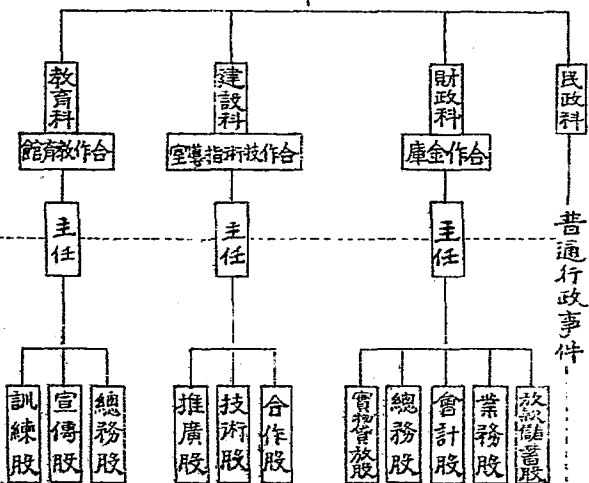 民政科
財政科
建設科
教育科
合作金庫
合作技術指導室
合作教育館
主任
主任
主任
普通行政事件
放款儲蓄股
業務股
會計股
總務股
實物貸放股
合作股
技術股
推廣股
總務股
宣傳股
訓練股